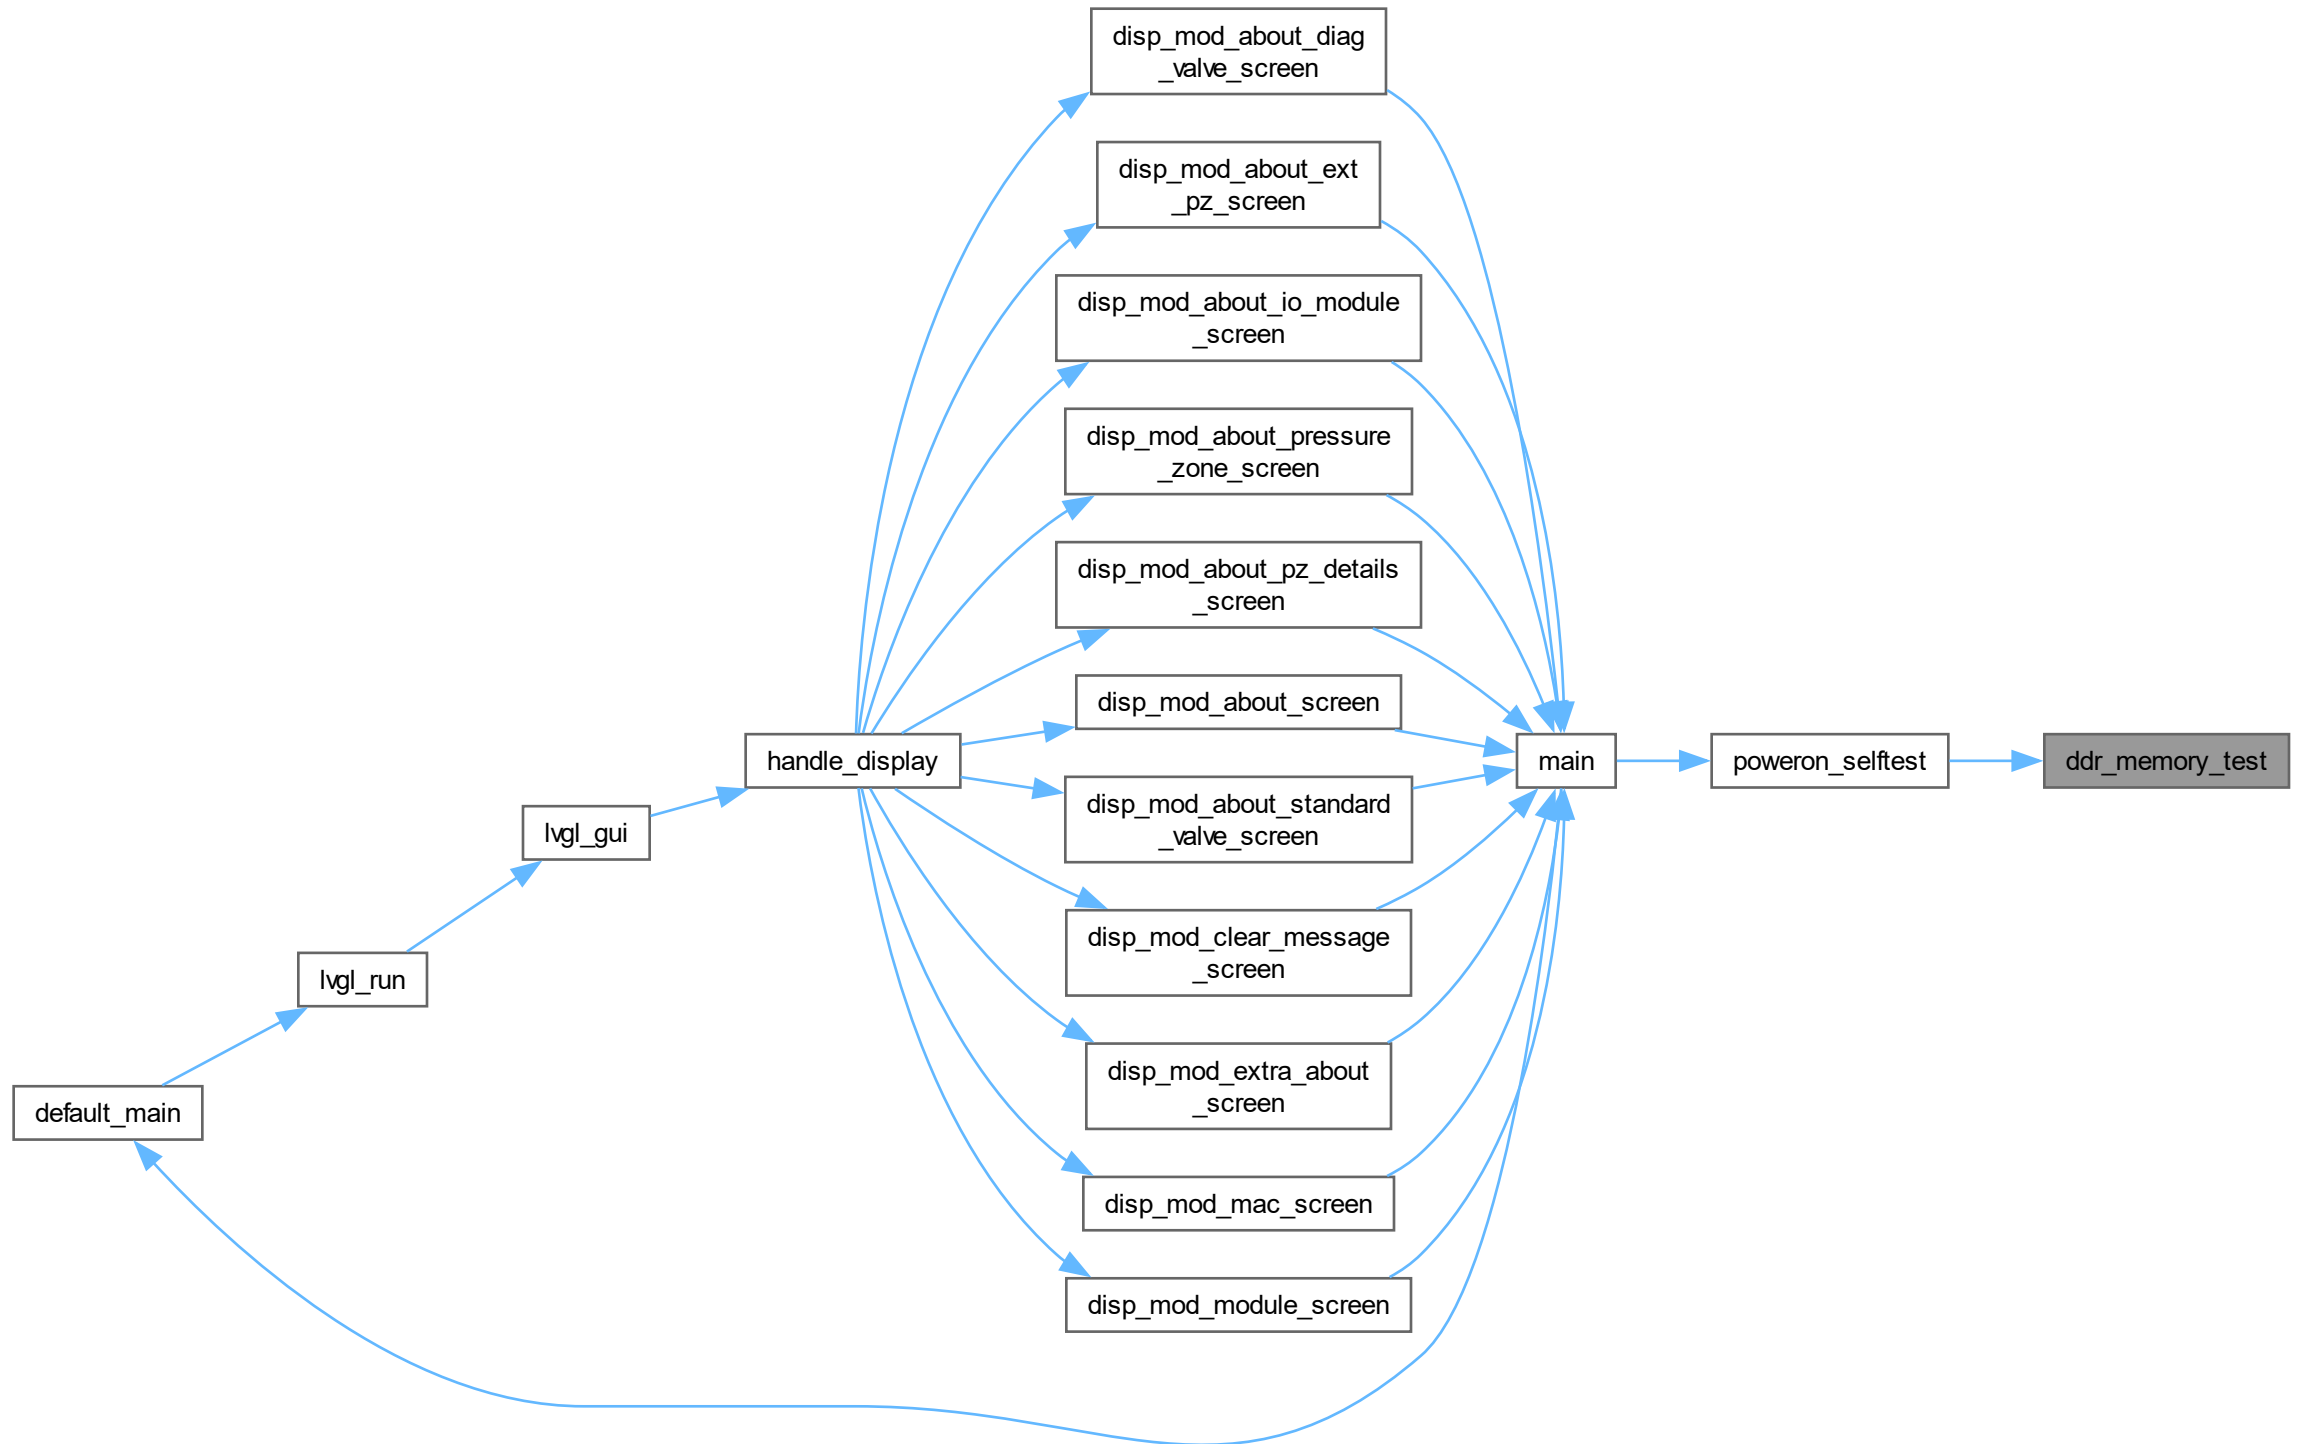 disp_mod_about_diag
_valve_screen
disp_mod_about_ext
_pz_screen
disp_mod_about_io_module
_screen
disp_mod_about_pressure
_zone_screen
disp_mod_about_pz_details
_screen
disp_mod_about_screen
handle_display
main
poweron_selftest
ddr_memory_test
disp_mod_about_standard
_valve_screen
lvgl_gui
disp_mod_clear_message
_screen
lvgl_run
disp_mod_extra_about
_screen
default_main
disp_mod_mac_screen
disp_mod_module_screen